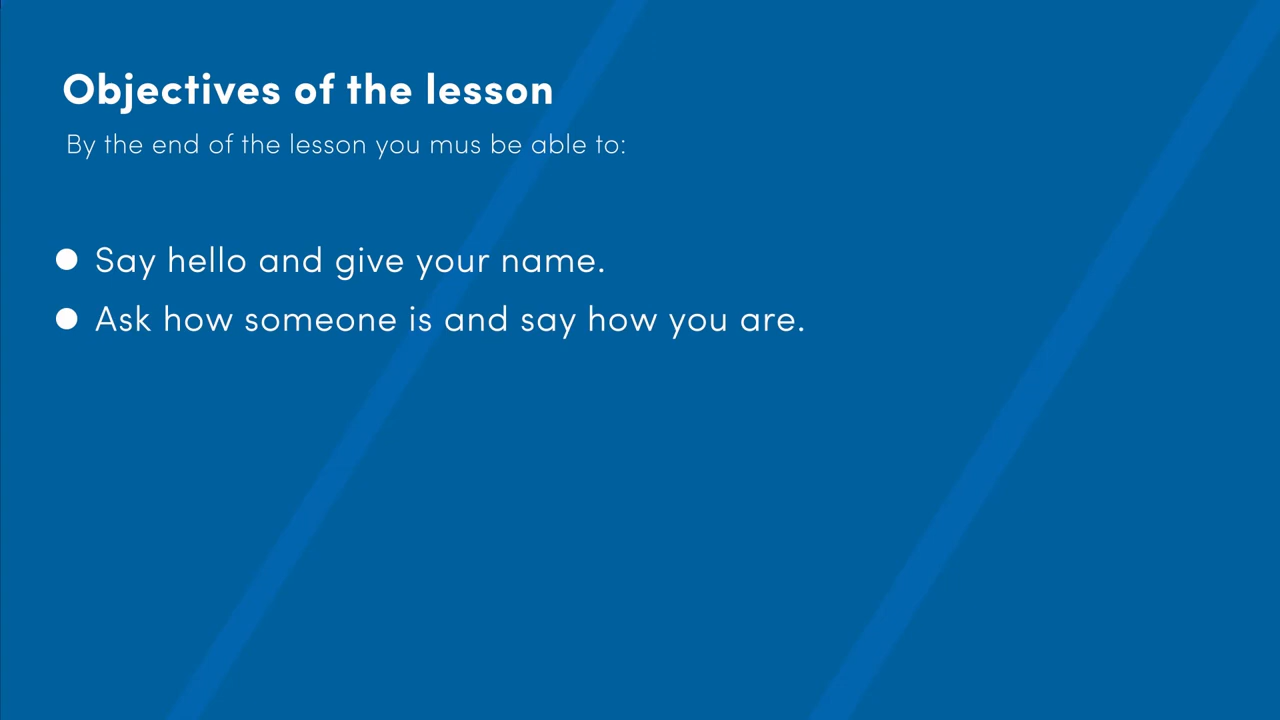 Objectives of the lesson
By the end of the lesson you mus be able to:
Say hello and give your name.
Ask how someone is and say how you are.